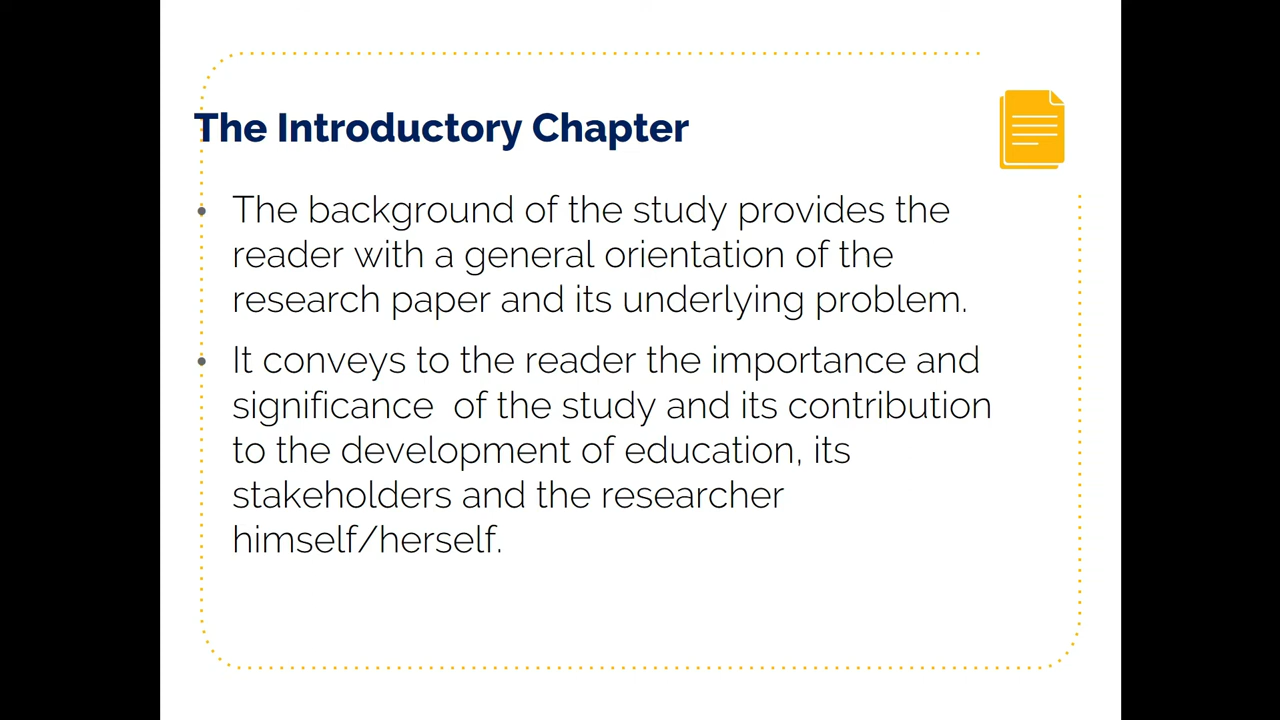 The Introductory Chapter
• The background of the study provides the
reader with a general orientation of the
research paper and its underlying problem.
• It conveys to the reader the importance and
significance  of the study and its contribution
to the development of education, its
stakeholders and the researcher
himself/herself.